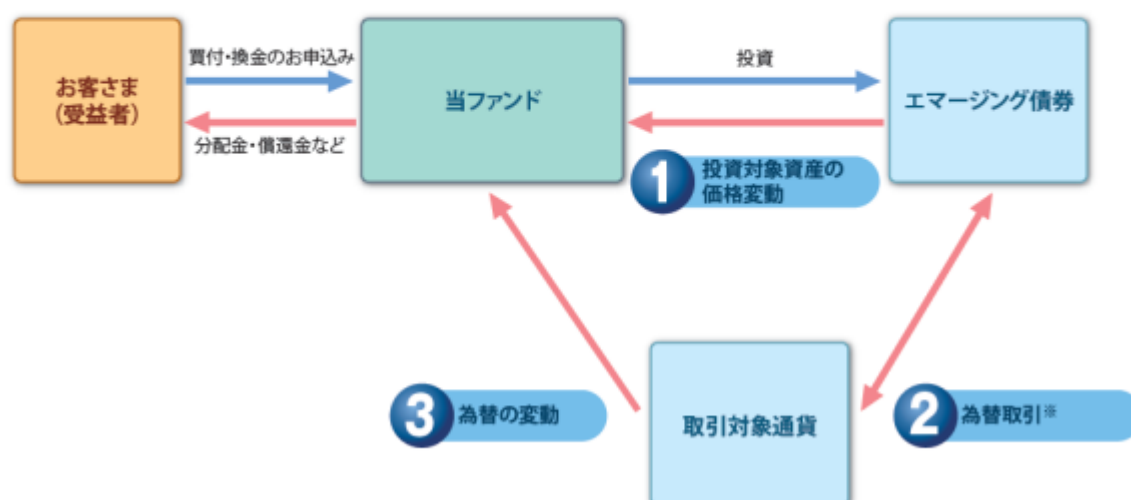 買付・換金のお申込み
お客さま
(受益者)
分配金・償還金など
当ファンド
投資
エマージング債券
1 投資対象資産の
価格変動
3 為替の変動
取引対象通貨
2 為替取引※